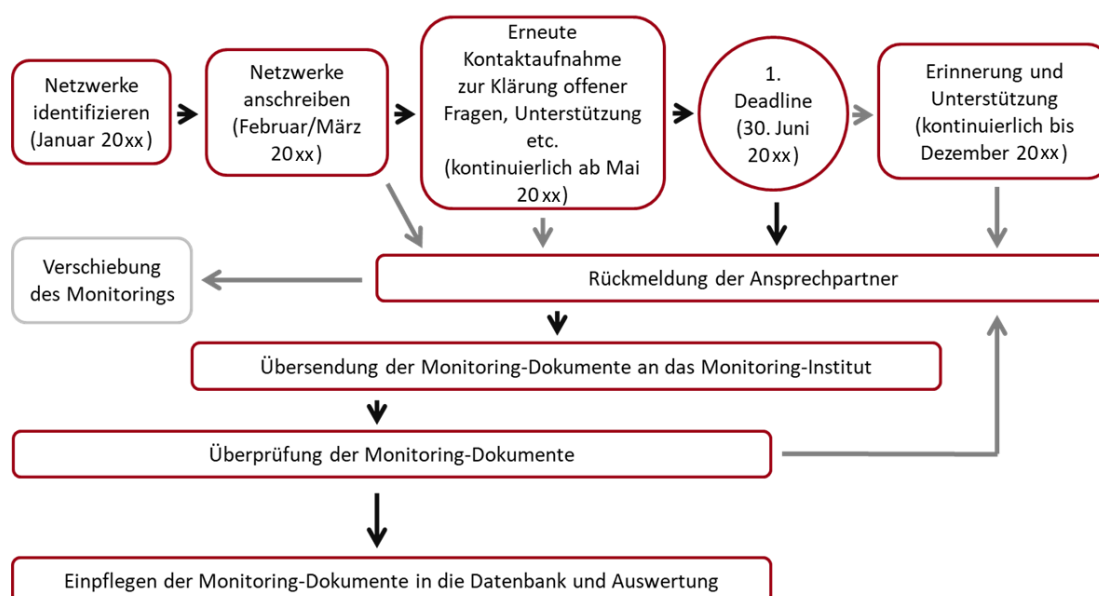 Netzwerke
identifizieren
(Januar 20xx)
Netzwerke
anschreiben
(Februar/März
20xx)
Erneute
Kontaktaufnahme
zur Klärung offener
Fragen, Unterstützung
etc.
(kontinuierlich ab Mai
20xx)
1.
Deadline
(30. Juni
20xx)
Erinnerung und
Unterstützung
(kontinuierlich bis
Dezember 20xx)
Verschiebung
des Monitorings
Rückmeldung der Ansprechpartner
Übersendung der Monitoring-Dokumente an das Monitoring-Institut
Überprüfung der Monitoring-Dokumente
Einpflegen der Monitoring-Dokumente in die Datenbank und Auswertung